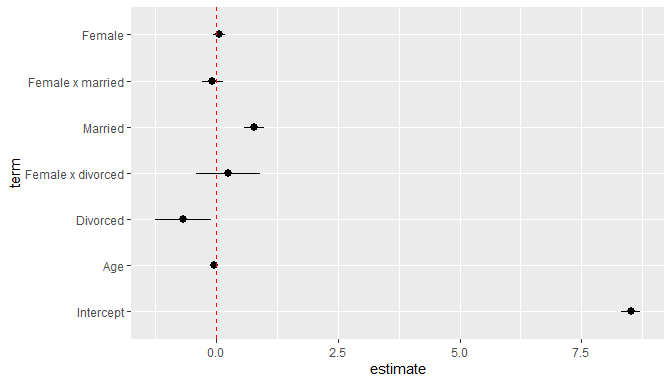 Female
Female x married
Married
Female x divorced
Divorced
Age
Intercept
term
0.0 2.5 5.0 7.5
estimate